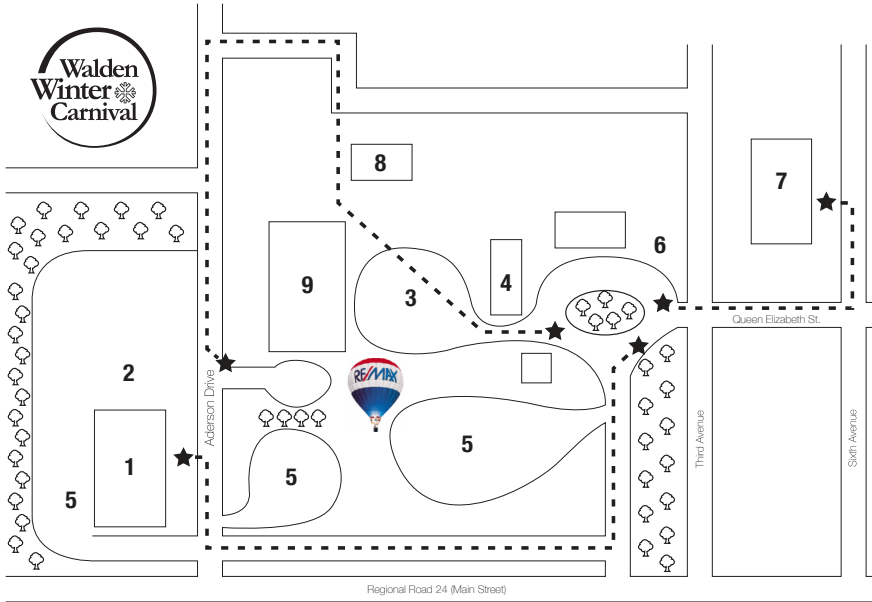 Walden
Winter
Carnival
8
7
6
9
3
4
Queen Elizabeth St.
RE/MAX
2
Aderson Drive
1
5
5
5
Third Avenue
Sixth Avenue
Regional Road 24 (Main Street)